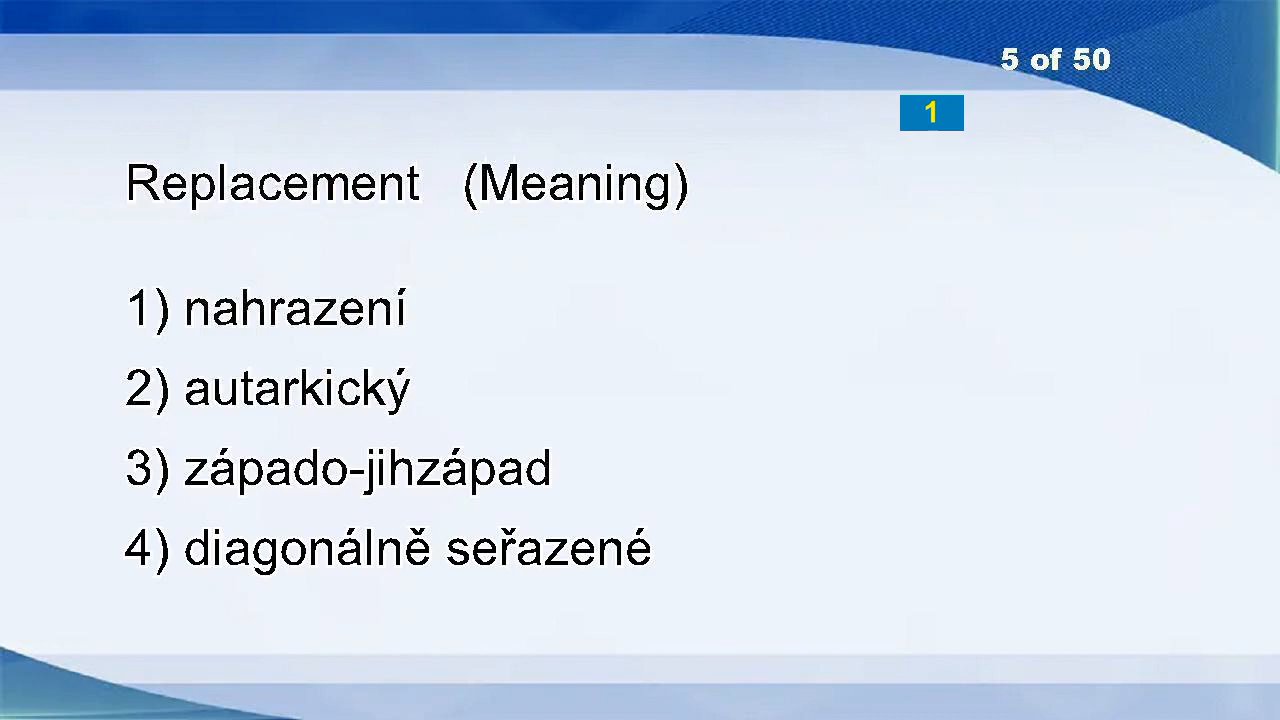 5 of 50
1
Replacement (Meaning)
1) nahrazení
2) autarkický
3) západo-jihzápad
4) diagonálně seřazené